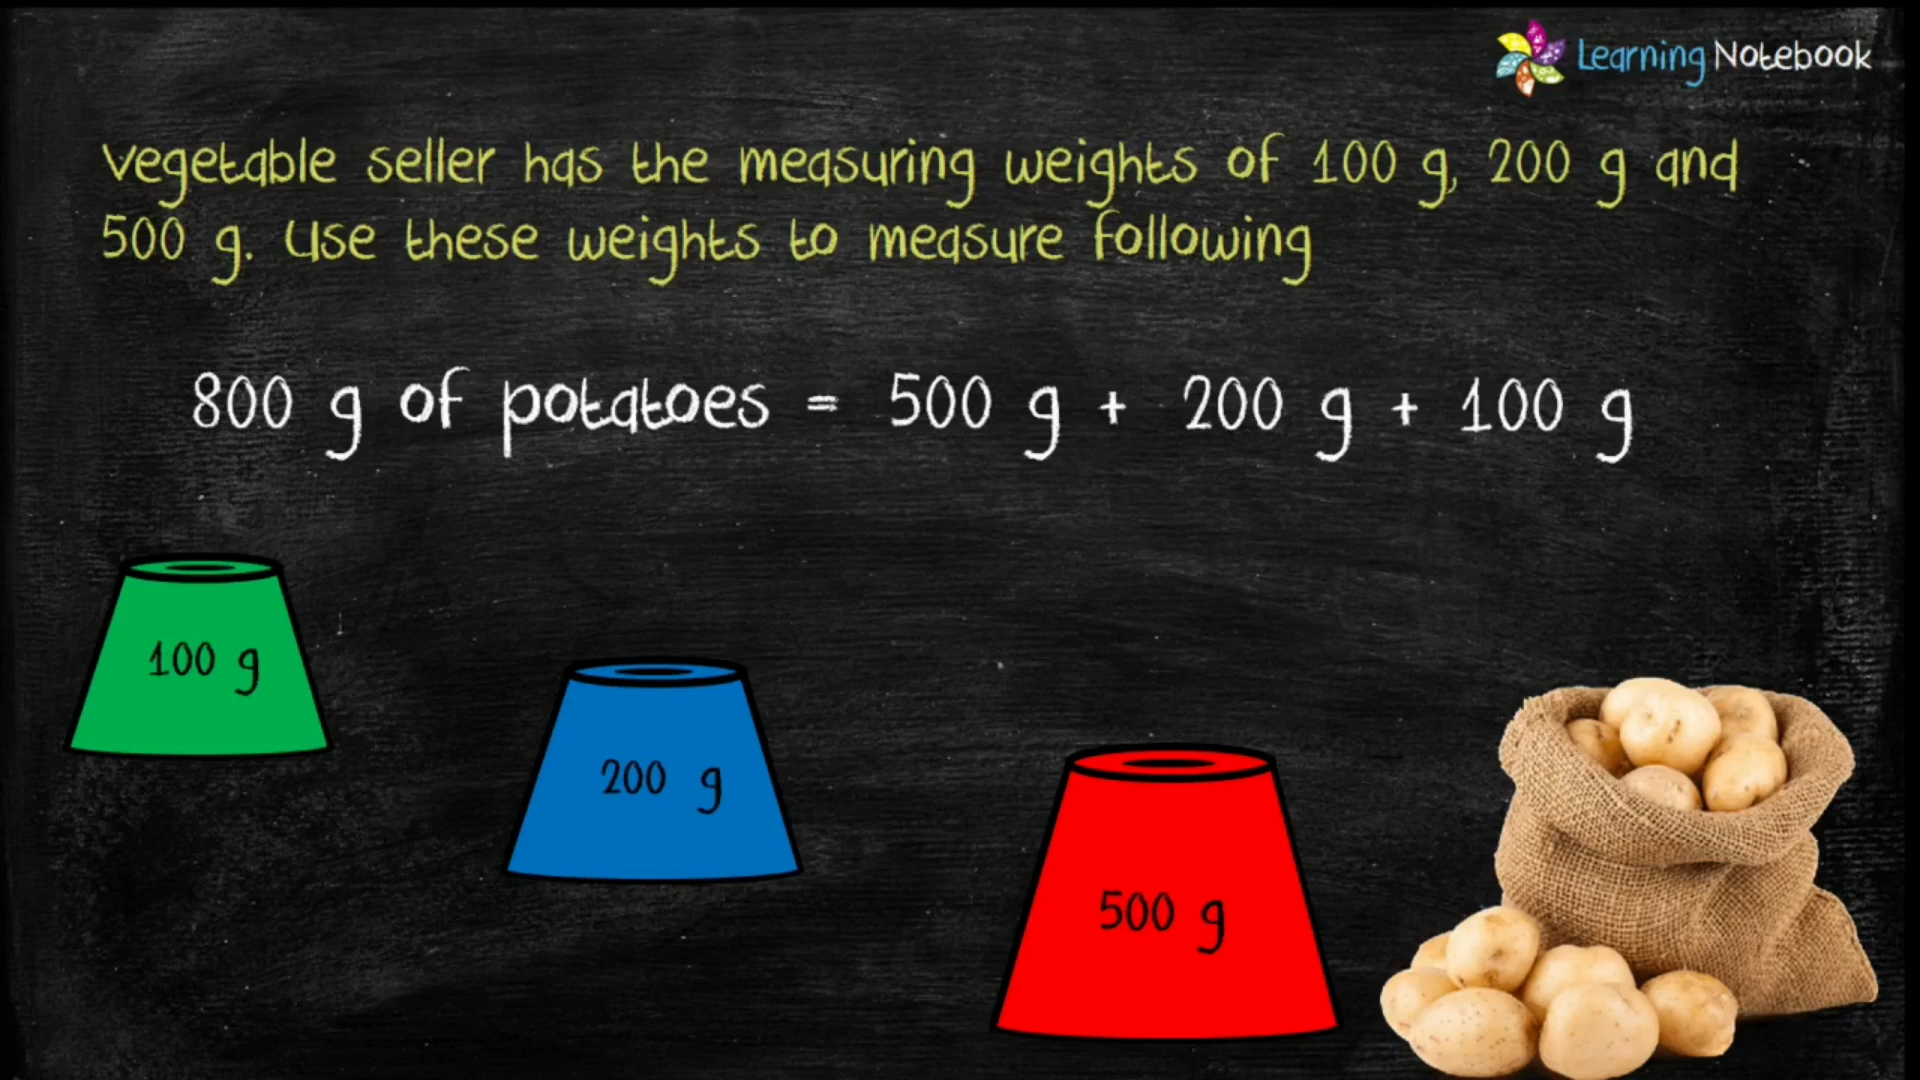 Learning Notebook
Vegetable seller has the measuring weights of 100 g, 200 g and
500 g. Use these weights to measure following
800 g of potatoes = 500 g + 200 g + 100 g
100 g
200 g
500 g